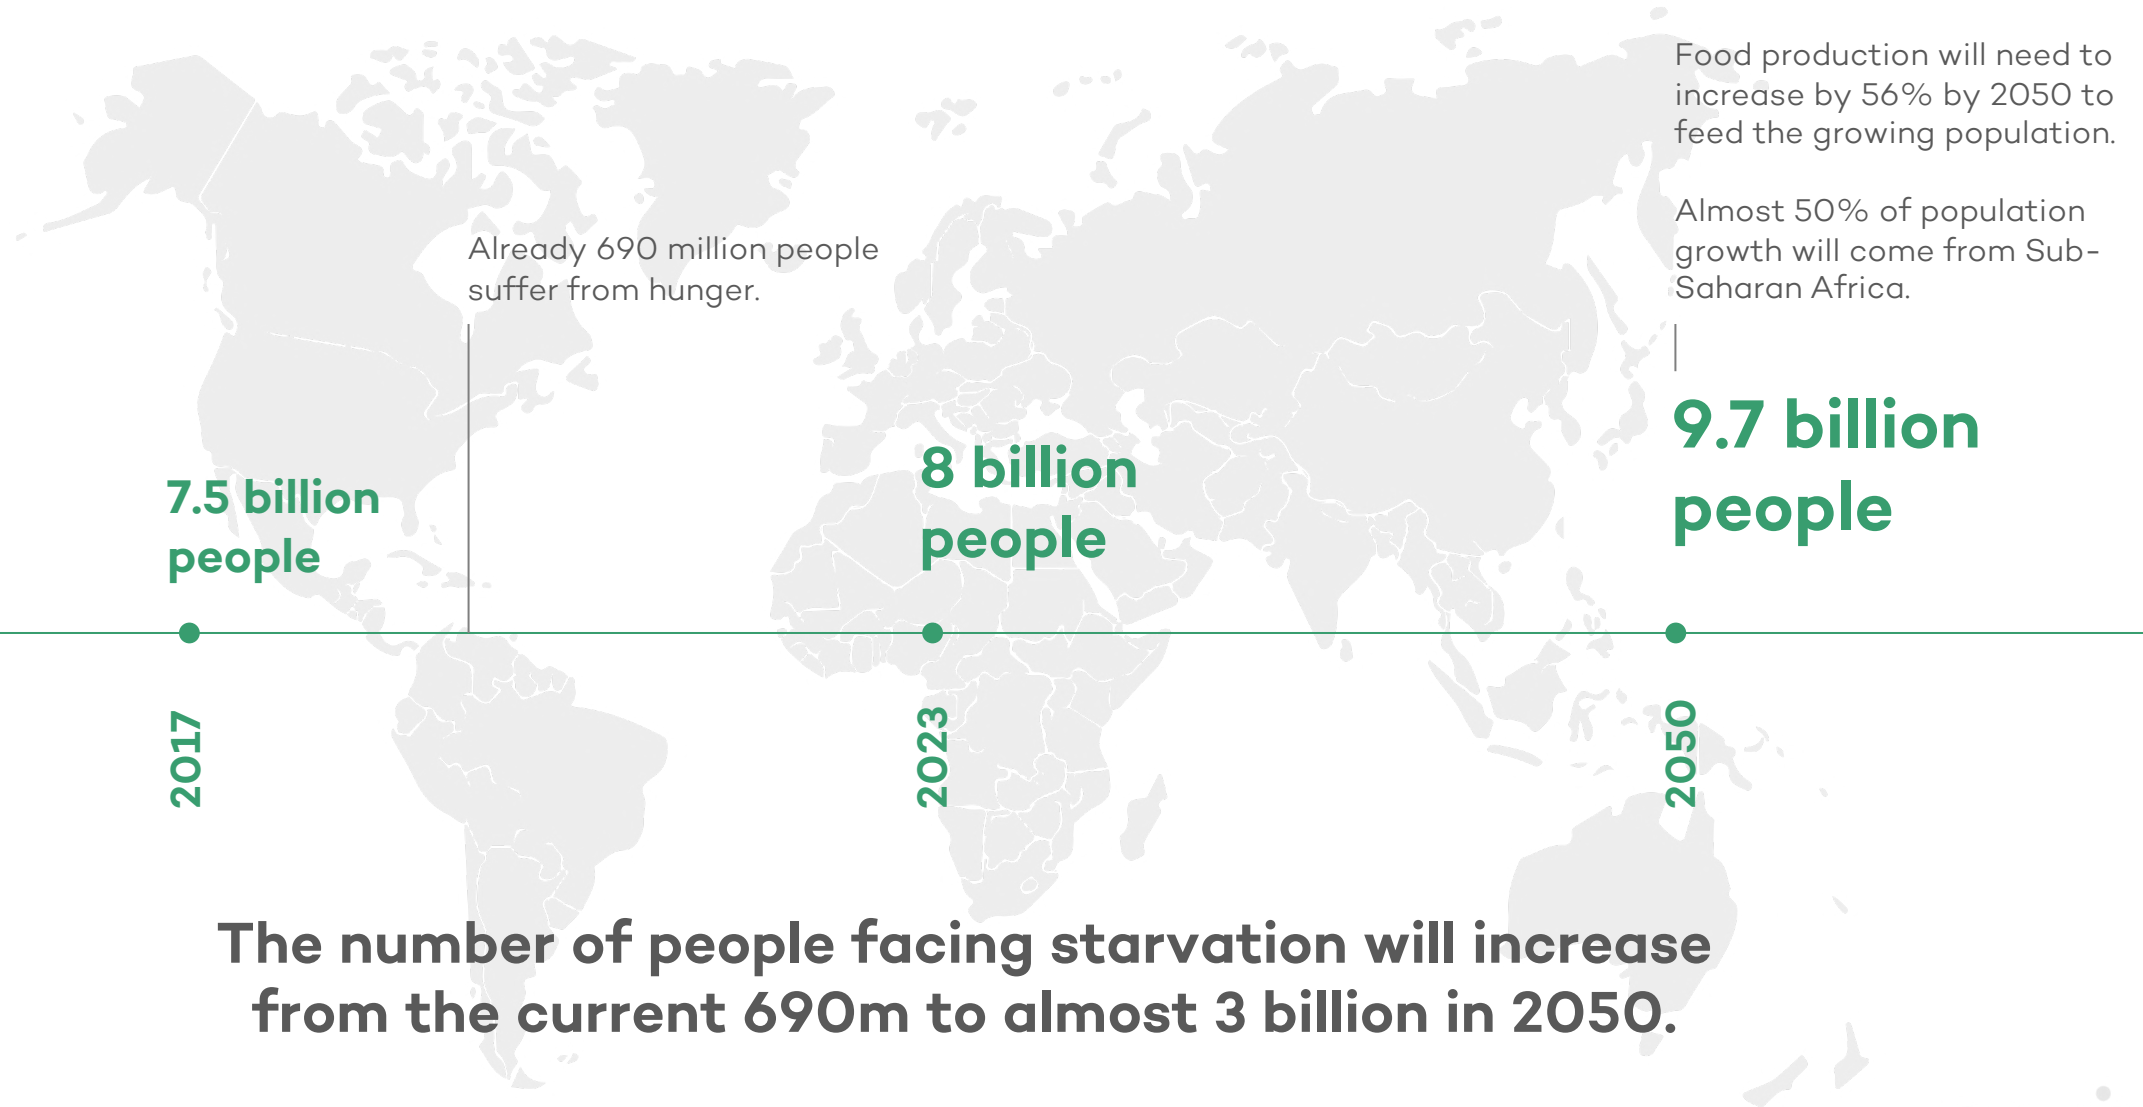 Food production will need to
increase by 56% by 2050 to
feed the growing population.
Almost 50% of population
growth will come from Sub-
Saharan Africa.
Already 690 million people
suffer from hunger.
7.5 billion
people
8 billion
people
9.7 billion
people
2017
2023
2050
The number of people facing starvation will increase
from the current 690m to almost 3 billion in 2050.